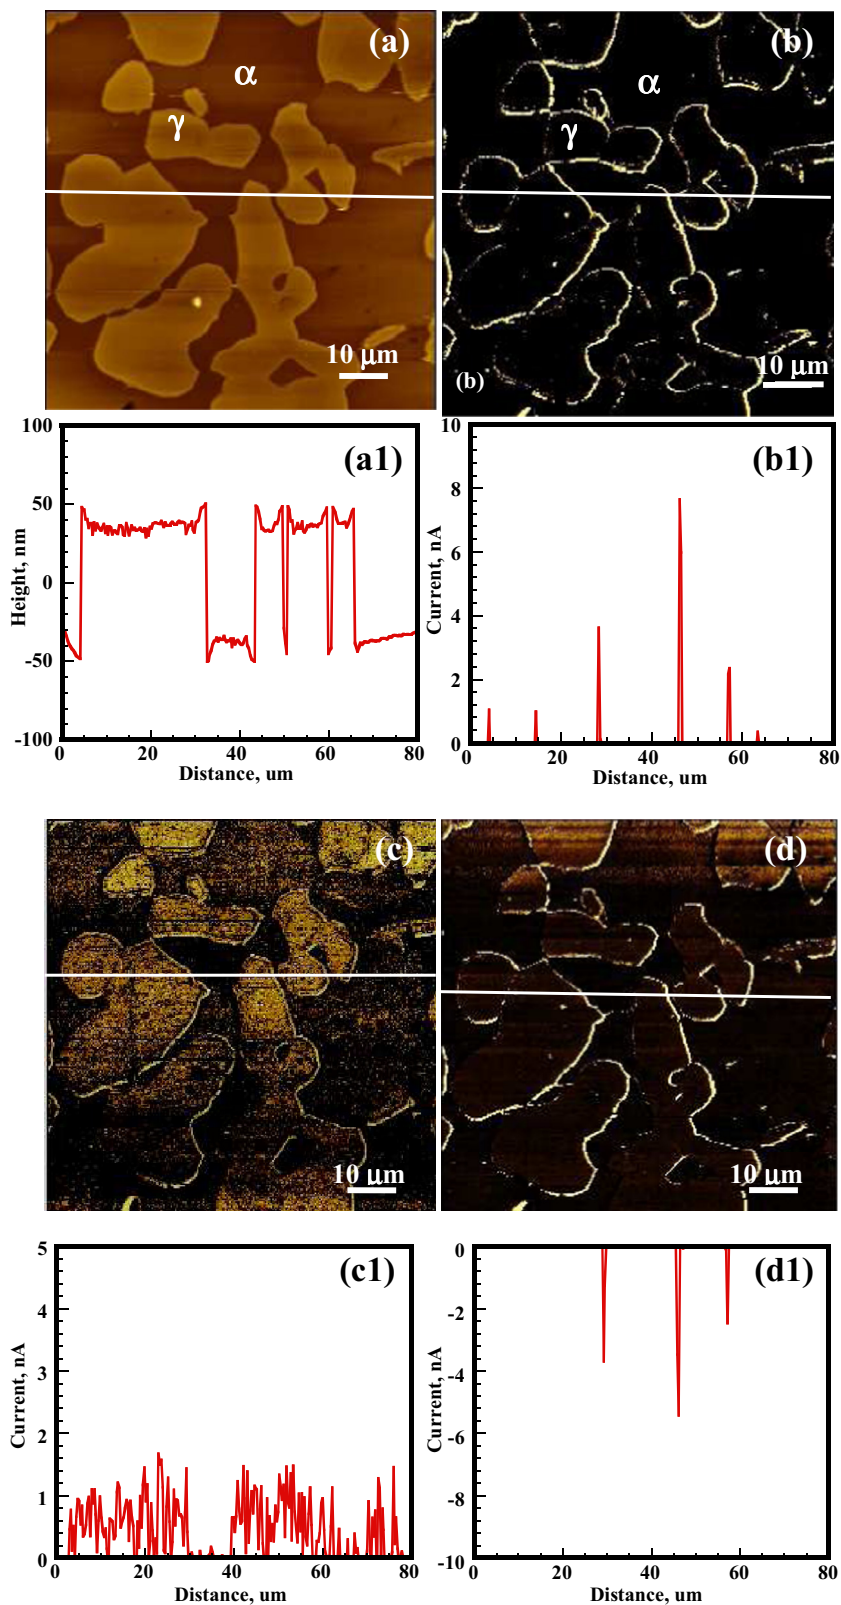 (a)
α
γ
10 μm
(b)
α
γ
(b)
10 μm
100
50
0
-50
-100
Height, nm
(a1)
0 20 40 60 80
Distance, um
10
8
6
4
2
0
Current, nA
(b1)
0 20 40 60 80
Distance, um
(c)
10 μm
(d)
10 μm
5
4
3
2
1
0
Current, nA
(c1)
0 20 40 60 80
Distance, um
0
-2
-4
-6
-8
-10
Current, nA
(d1)
0 20 40 60 80
Distance, um